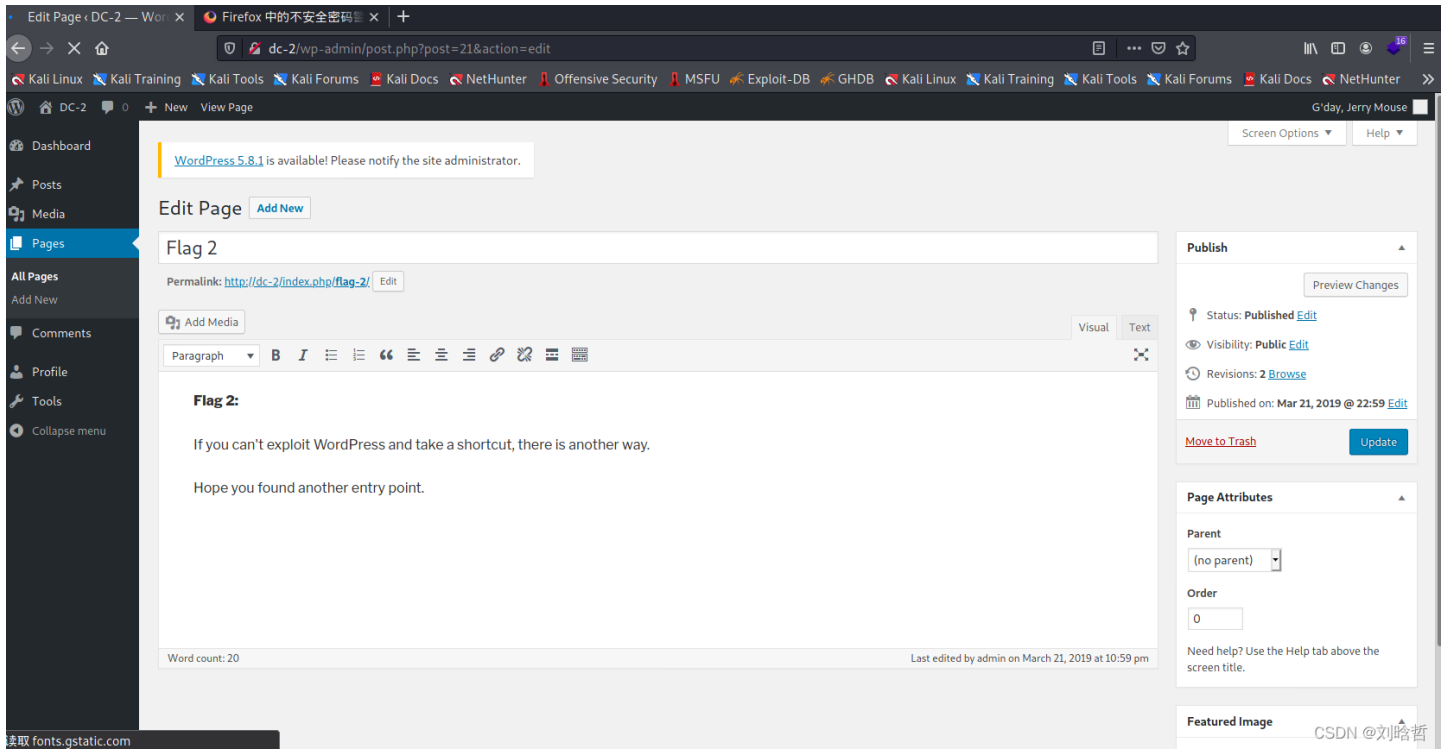 Edit Page ‹ DC-2 — Wor
Firefox 中的不安全密码警
dc-2/wp-admin/post.php?post=21&action=edit
16
Kali Linux Kali Training Kali Tools Kali Forums Kali Docs NetHunter Offensive Security MSFU Exploit-DB GHDB Kali Linux Kali Training Kali Tools Kali Forums Kali Docs NetHunter
DC-2 0 New View Page
G'day, Jerry Mouse
Screen Options
Help
Dashboard
Posts
Media
Pages
All Pages
Add New
Comments
Profile
Tools
Collapse menu
WordPress 5.8.1 is available! Please notify the site administrator.
Edit Page Add New
Flag 2
Permalink: http://dc-2/index.php/flag-2/ Edit
Add Media
Visual Text
Paragraph
Flag 2:
If you can't exploit WordPress and take a shortcut, there is another way.
Hope you found another entry point.
Word count: 20
Last edited by admin on March 21, 2019 at 10:59 pm
Publish
Preview Changes
Status: Published Edit
Visibility: Public Edit
Revisions: 2 Browse
Published on: Mar 21, 2019 @ 22:59 Edit
Move to Trash
Update
Page Attributes
Parent
(no parent)
Order
0
Need help? Use the Help tab above the
screen title.
Featured Image
读取 fonts.gstatic.com
CSDN @刘晗哲